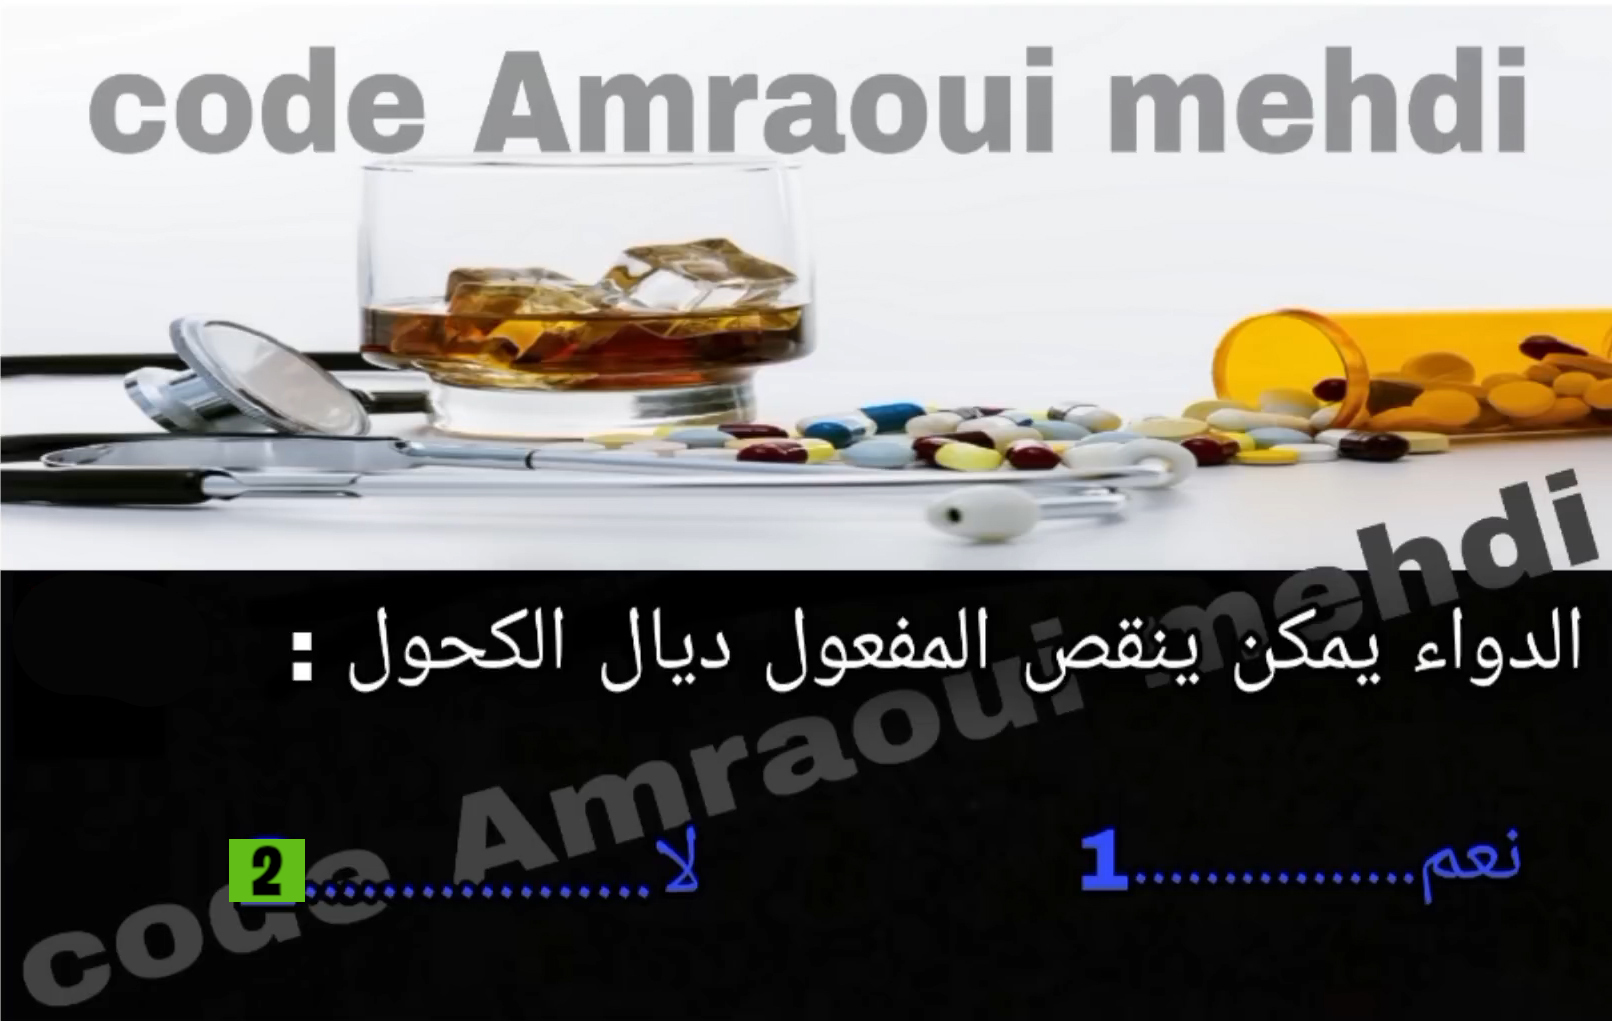 code Amraoui mehdi
الدواء يمكن ينقص المفعول ديال الكحول :
نعم................1
لا..................2
code Amraoui mehdi